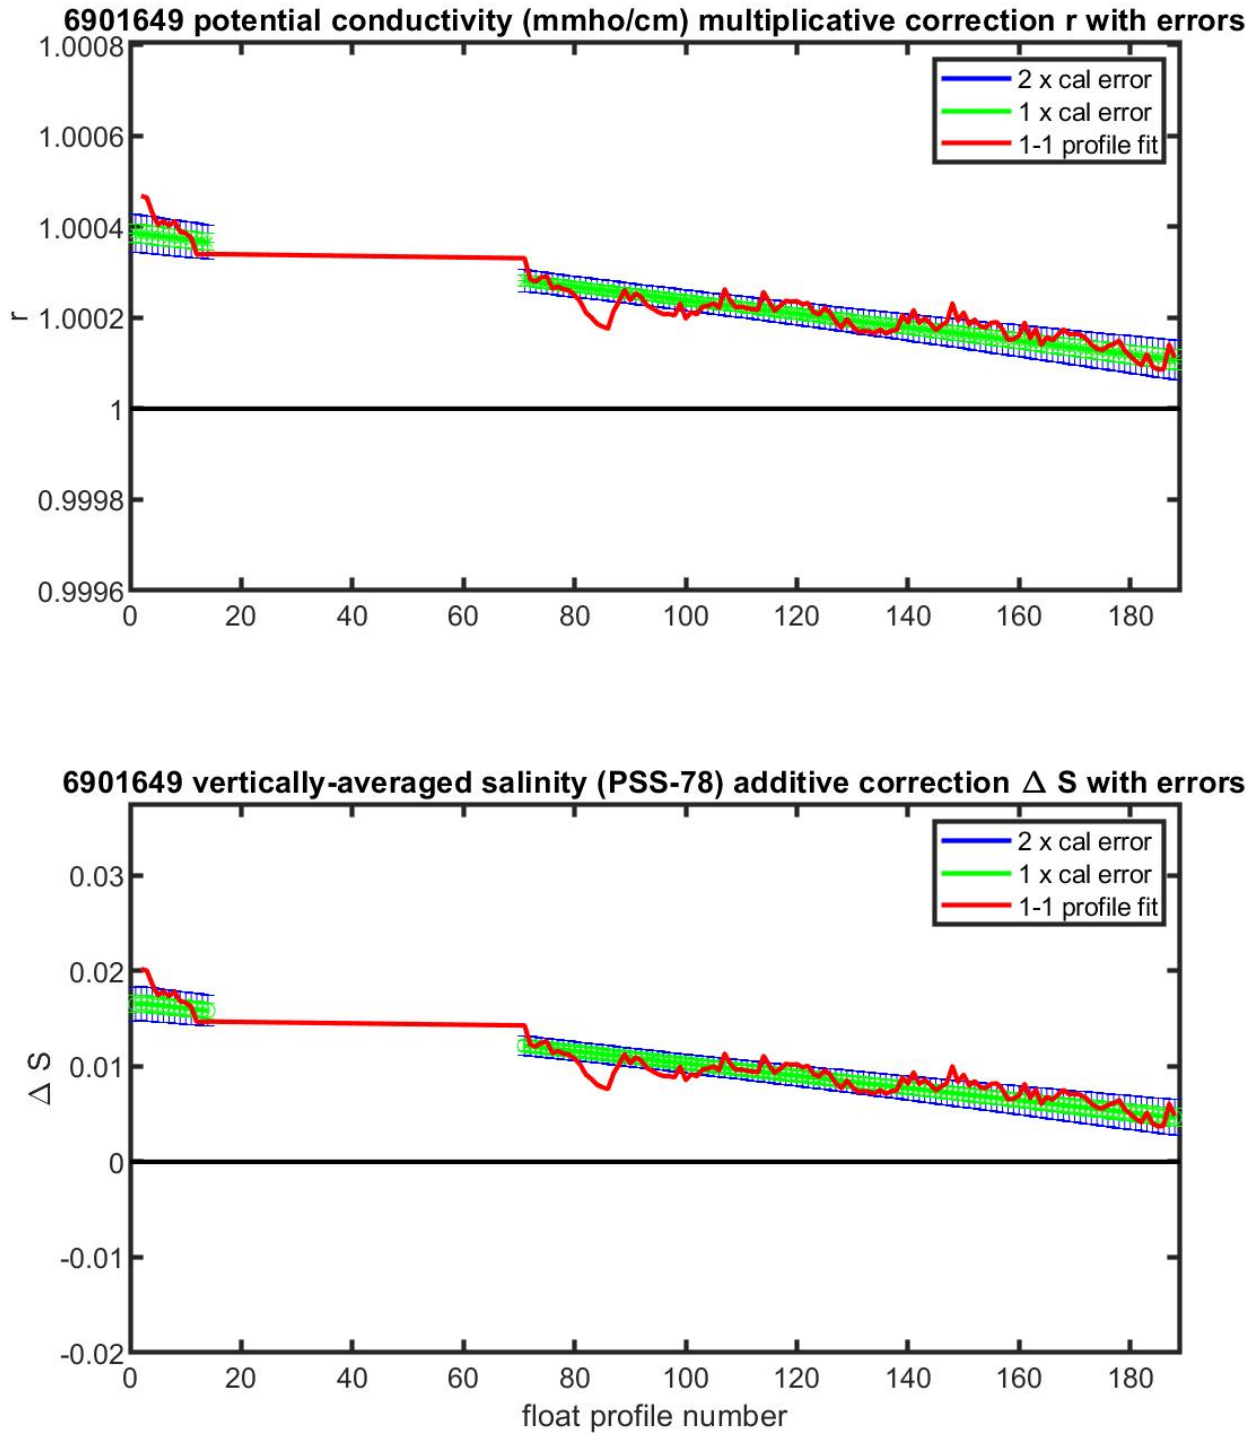 6901649 potential conductivity (mmho/cm) multiplicative correction r with errors
1.0008
1.0006
1.0004
1.0002
1
0.9998
0.9996
r
2 x cal error
1 x cal error
1-1 profile fit
0 20 40 60 80 100 120 140 160 180
6901649 vertically-averaged salinity (PSS-78) additive correction Δ S with errors
0.03
0.02
0.01
0
-0.01
-0.02
Δ S
2 x cal error
1 x cal error
1-1 profile fit
0 20 40 60 80 100 120 140 160 180
float profile number